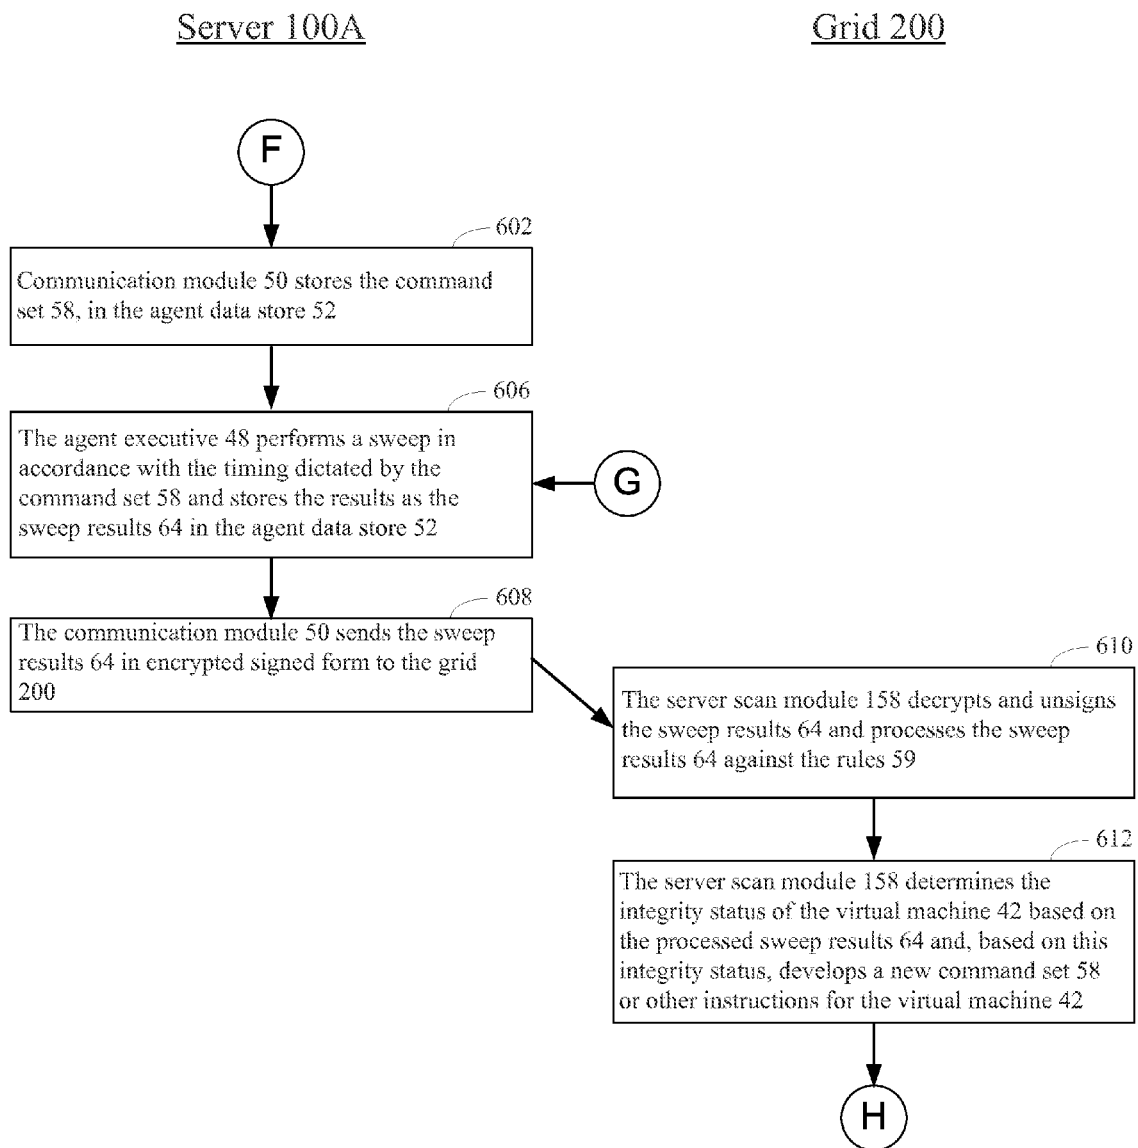 Server 100A
Grid 200
F
602
Communication module 50 stores the command
set 58, in the agent data store 52
606
The agent executive 48 performs a sweep in
accordance with the timing dictated by the
command set 58 and stores the results as the
sweep results 64 in the agent data store 52
G
608
The communication module 50 sends the sweep
results 64 in encrypted signed form to the grid
200
610
The server scan module 158 decrypts and unsigns
the sweep results 64 and processes the sweep
results 64 against the rules 59
612
The server scan module 158 determines the
integrity status of the virtual machine 42 based on
the processed sweep results 64 and, based on this
integrity status, develops a new command set 58
or other instructions for the virtual machine 42
H